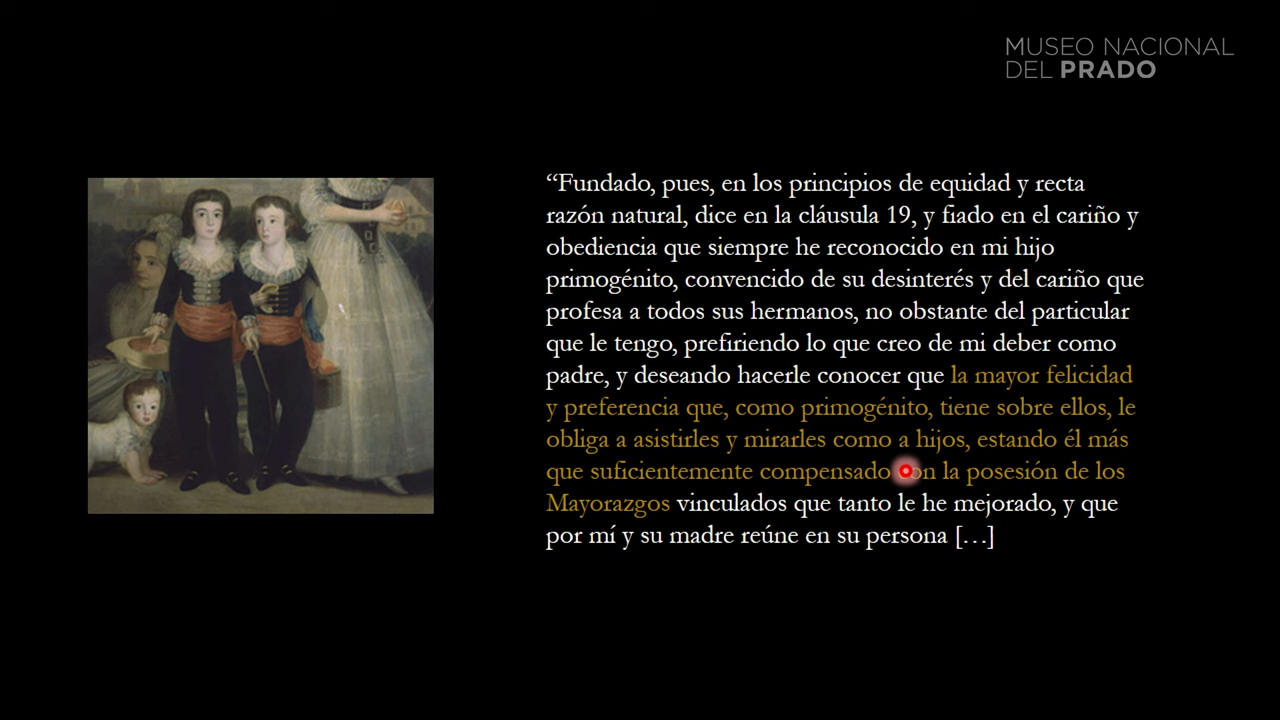 MUSEO NACIONAL
DEL PRADO
“Fundado, pues, en los principios de equidad y recta
razón natural, dice en la cláusula 19, y fiado en el cariño y
obediencia que siempre he reconocido en mi hijo
primogénito, convencido de su desinterés y del cariño que
profesa a todos sus hermanos, no obstante del particular
que le tengo, prefiriendo lo que creo de mi deber como
padre, y deseando hacerle conocer que la mayor felicidad
y preferencia que, como primogénito, tiene sobre ellos, le
obliga a asistirles y mirarles como a hijos, estando él más
que suficientemente compensado con la posesión de los
Mayorazgos vinculados que tanto le he mejorado, y que
por mí y su madre reúne en su persona […]